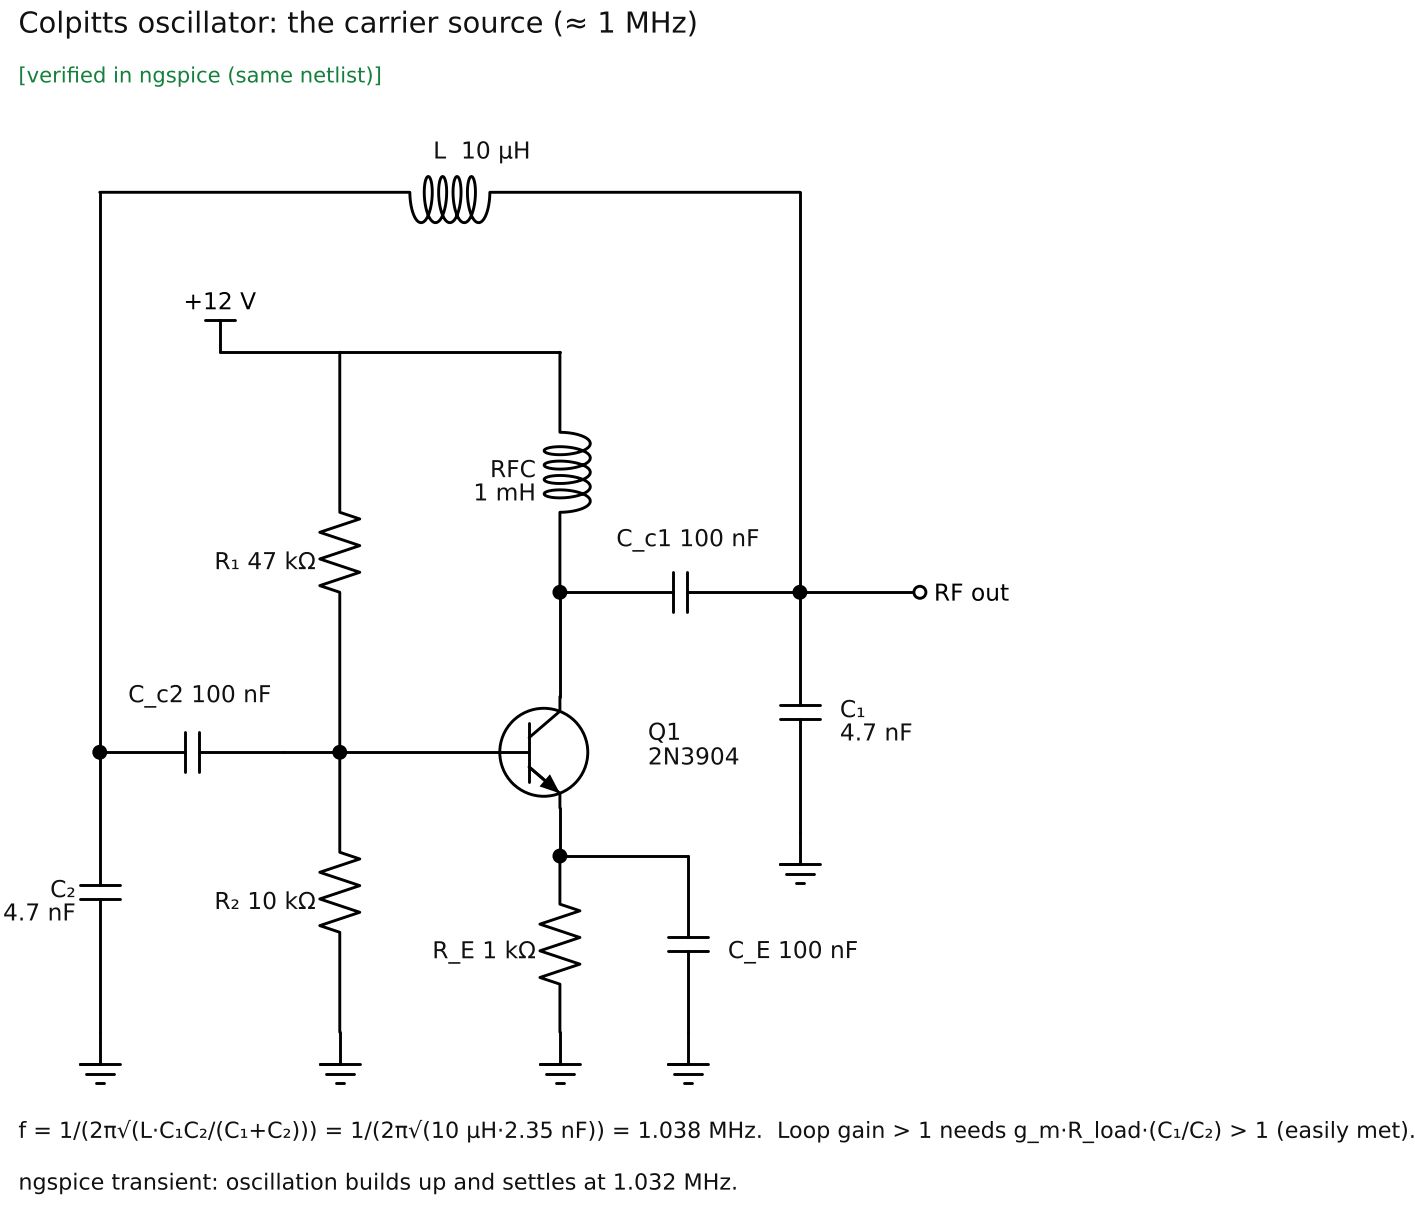 Colpitts oscillator: the carrier source (≈ 1 MHz)
[verified in ngspice (same netlist)]
L  10 µH
+12 V
RFC
1 mH
C_c1 100 nF
R₁ 47 kΩ
RF out
C_c2 100 nF
C₁
4.7 nF
Q1
2N3904
C₂
4.7 nF
R₂ 10 kΩ
R_E 1 kΩ
C_E 100 nF
f = 1/(2π√(L·C₁C₂/(C₁+C₂))) = 1/(2π√(10 µH·2.35 nF)) = 1.038 MHz.  Loop gain > 1 needs g_m·R_load·(C₁/C₂) > 1 (easily met).
ngspice transient: oscillation builds up and settles at 1.032 MHz.